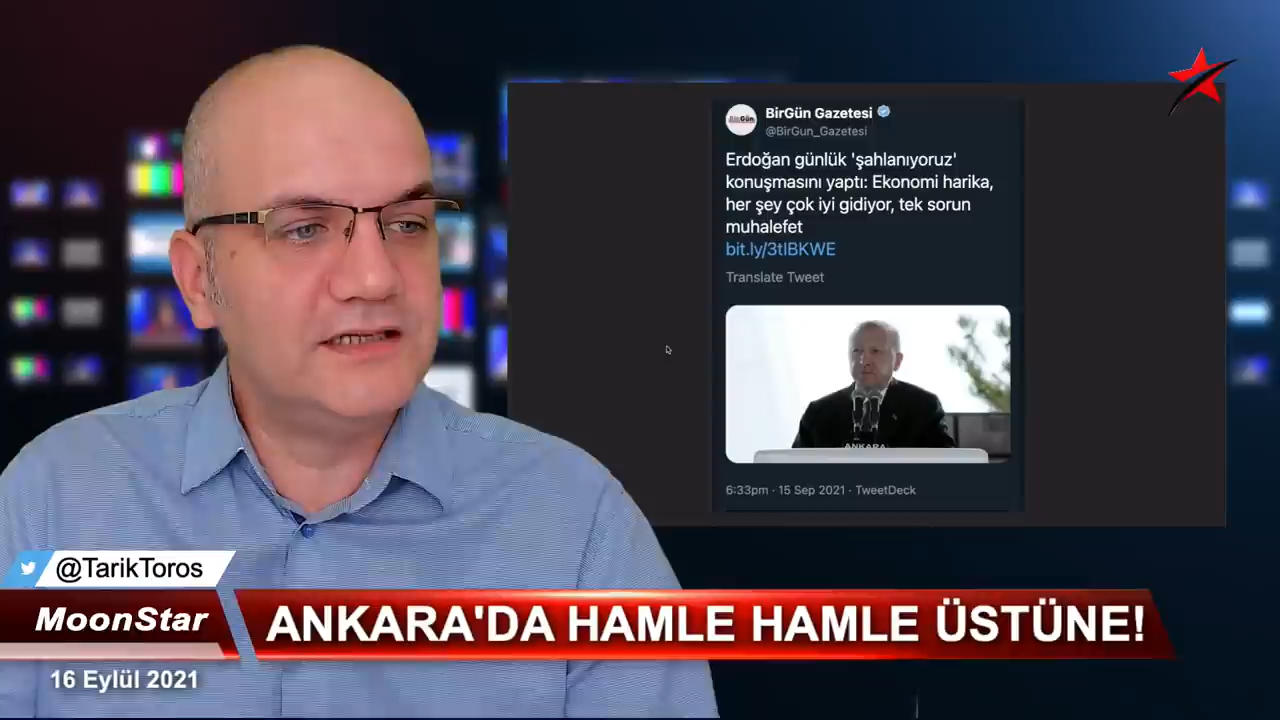 BirGün
BirGün Gazetesi
@BirGun_Gazetesi
Erdoğan günlük 'şahlanıyoruz'
konuşmasını yaptı: Ekonomi harika,
her şey çok iyi gidiyor, tek sorun
muhalefet
bit.ly/3tlBKWE
Translate Tweet
ANKARA
6:33pm · 15 Sep 2021 · TweetDeck
@TarikToros
MoonStar
ANKARA'DA HAMLE HAMLE ÜSTÜNE!
16 Eylül 2021